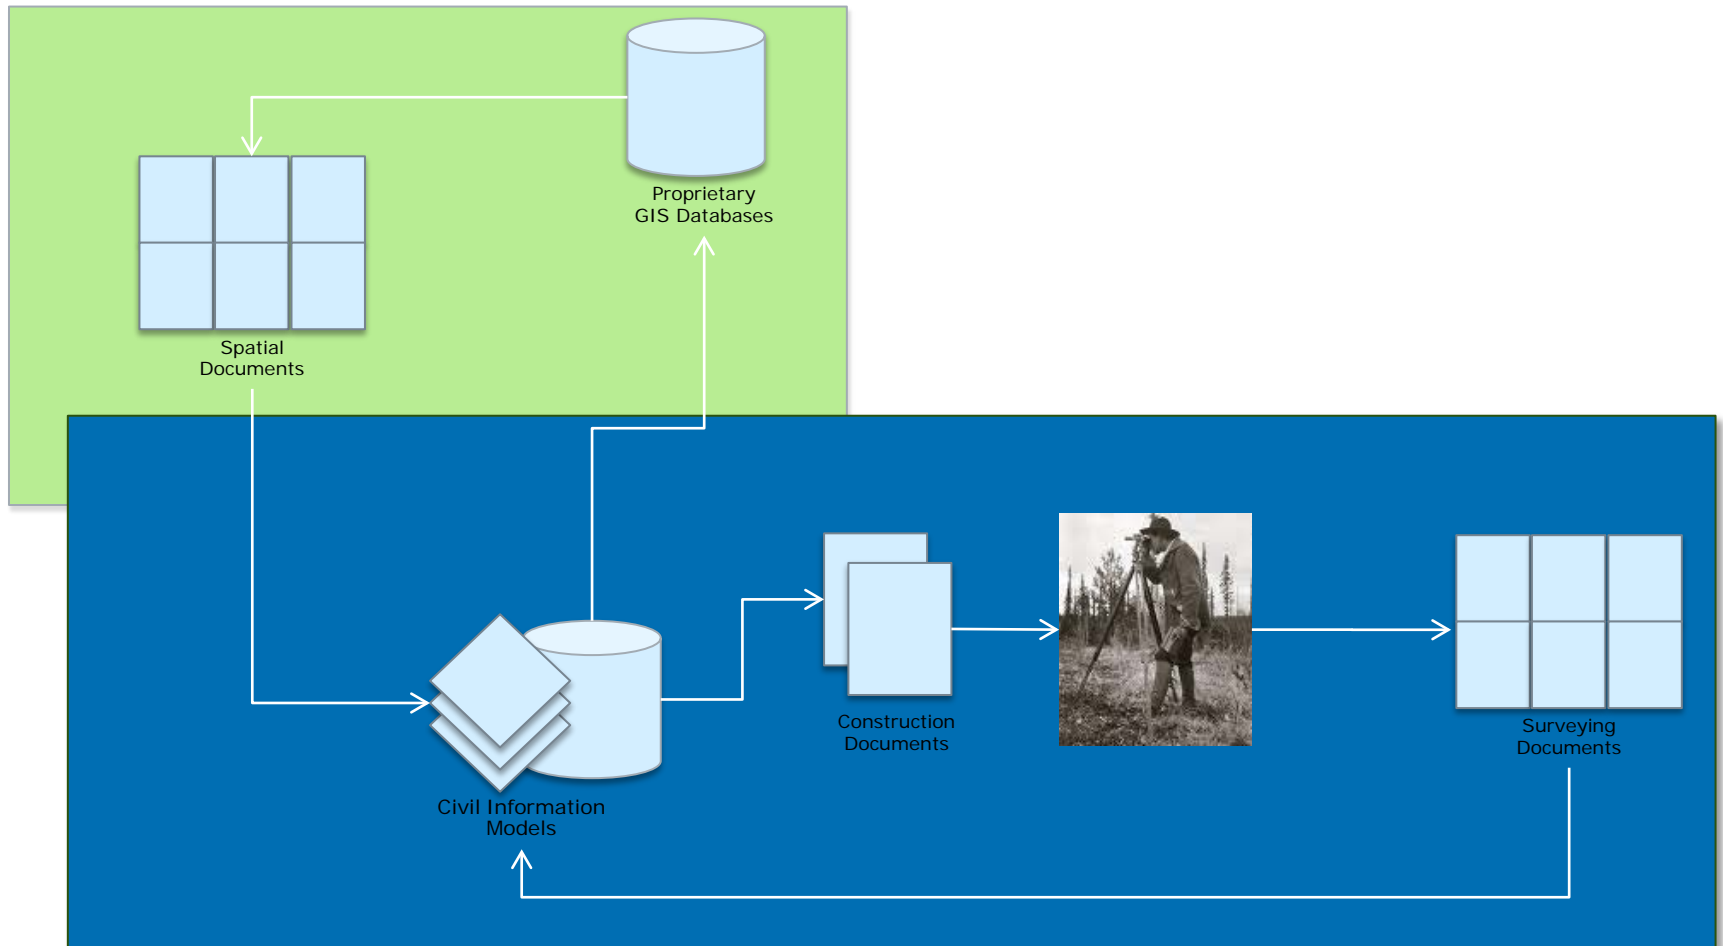 Proprietary
GIS Databases
Spatial
Documents
Construction
Documents
Surveying
Documents
Civil Information
Models